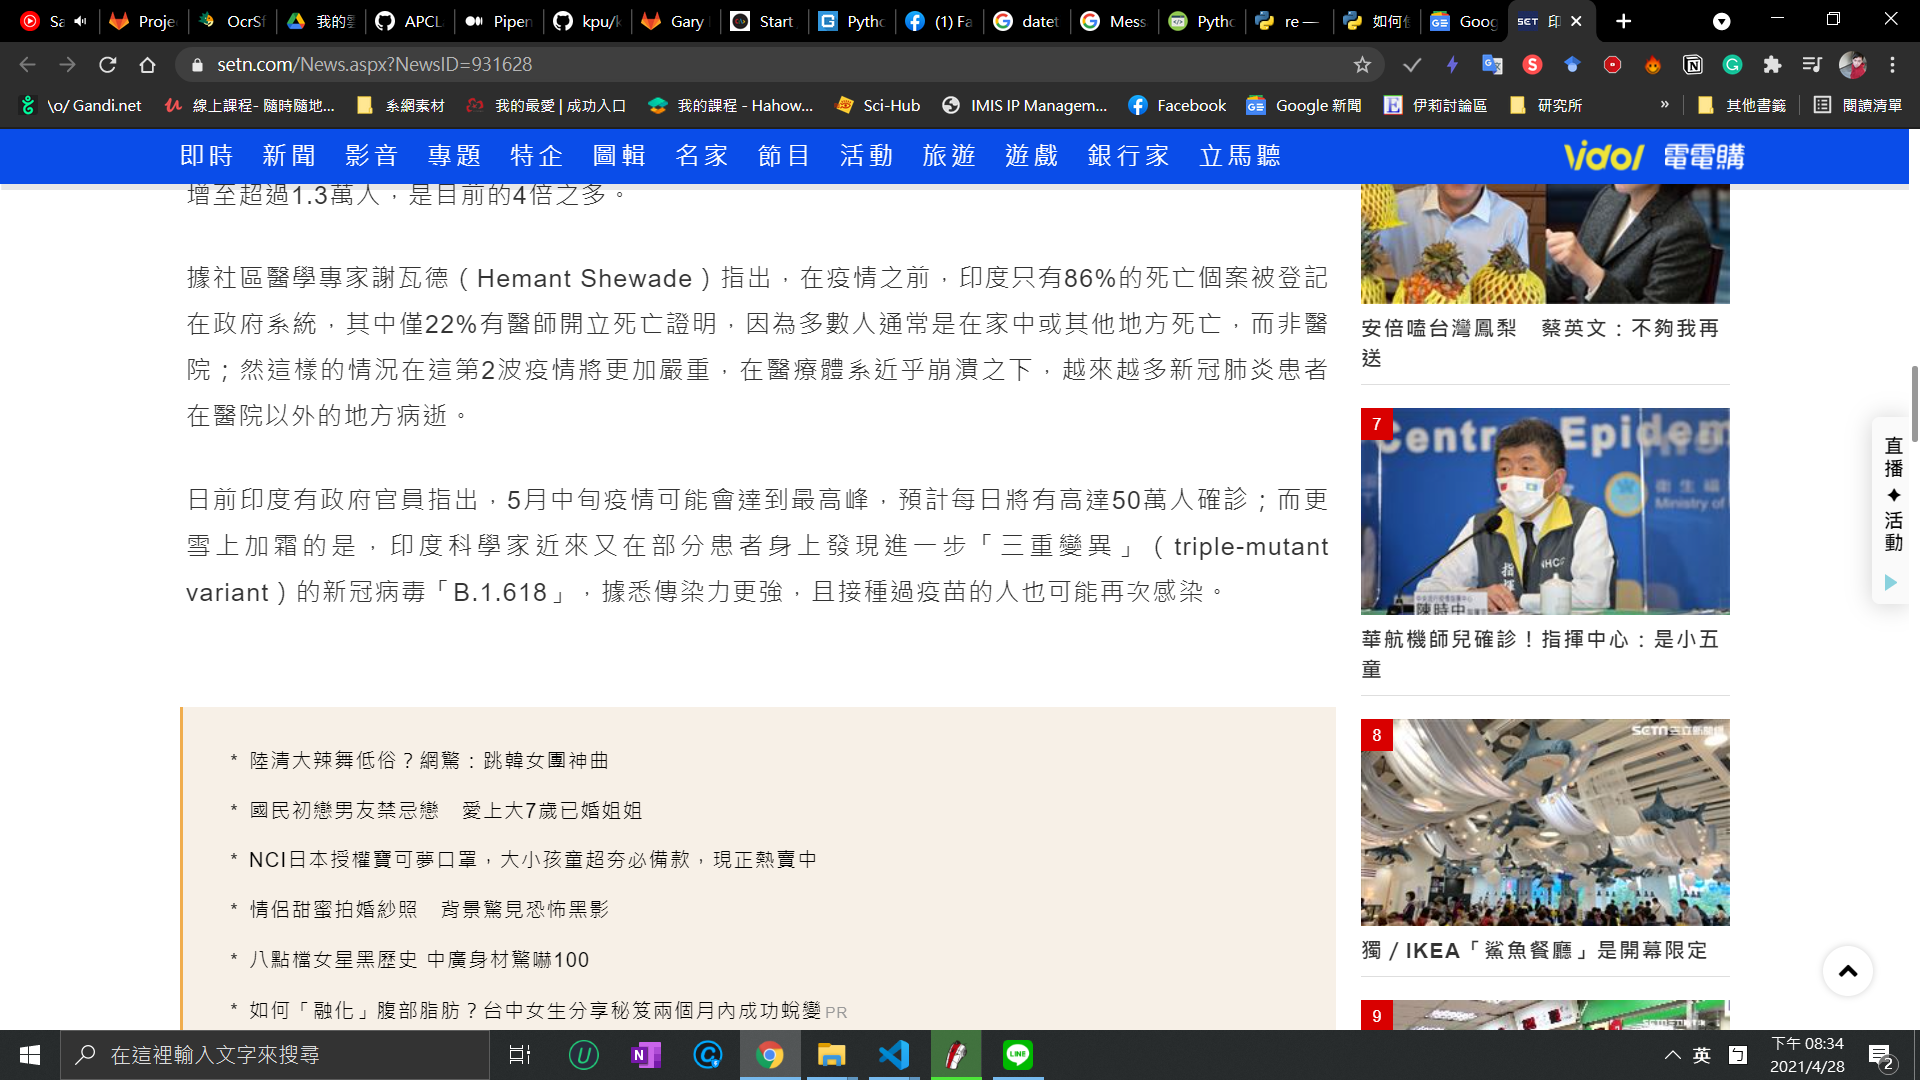 Sa
Proje
OcrSf
我的雲
APCL
Pipen
kpu/k
Gary
Start
Pytho
(1) Fa
datet
Mess
Pytho
re —
如何使
Goog
印
setn.com/News.aspx?NewsID=931628
\o/ Gandi.net
線上課程- 隨時隨地...
系網素材
我的最愛 | 成功入口
我的課程 - Hahow...
Sci-Hub
IMIS IP Managem...
Facebook
Google 新聞
伊莉討論區
研究所
»
其他書籤
閱讀清單
即時 新聞 影音 專題 特企 圖輯 名家 節目 活動 旅遊 遊戲 銀行家 立馬聽
Vidol 電電購
增至超過1.3萬人，是目前的4倍之多。
據社區醫學專家謝瓦德（Hemant Shewade）指出，在疫情之前，印度只有86%的死亡個案被登記
在政府系統，其中僅22%有醫師開立死亡證明，因為多數人通常是在家中或其他地方死亡，而非醫
院；然這樣的情況在這第2波疫情將更加嚴重，在醫療體系近乎崩潰之下，越來越多新冠肺炎患者
在醫院以外的地方病逝。
日前印度有政府官員指出，5月中旬疫情可能會達到最高峰，預計每日將有高達50萬人確診；而更
雪上加霜的是，印度科學家近來又在部分患者身上發現進一步「三重變異」（triple-mutant
variant）的新冠病毒「B.1.618」，據悉傳染力更強，且接種過疫苗的人也可能再次感染。
* 陸清大辣舞低俗？網驚：跳韓女團神曲
* 國民初戀男友禁忌戀　愛上大7歲已婚姐姐
* NCI日本授權寶可夢口罩，大小孩童超夯必備款，現正熱賣中
* 情侶甜蜜拍婚紗照　背景驚見恐怖黑影
* 八點檔女星黑歷史 中廣身材驚嚇100
* 如何「融化」腹部脂肪？台中女生分享秘笈兩個月內成功蛻變PR
安倍嗑台灣鳳梨　蔡英文：不夠我再
送
7
Central Epidem
衛生福
Ministry of
指揮
HCC
陳時中
華航機師兒確診！指揮中心：是小五
童
8
SETN三立新聞網
獨／IKEA「鯊魚餐廳」是開幕限定
9
直播✦活動
在這裡輸入文字來搜尋
英
下午 08:34
2021/4/28
2